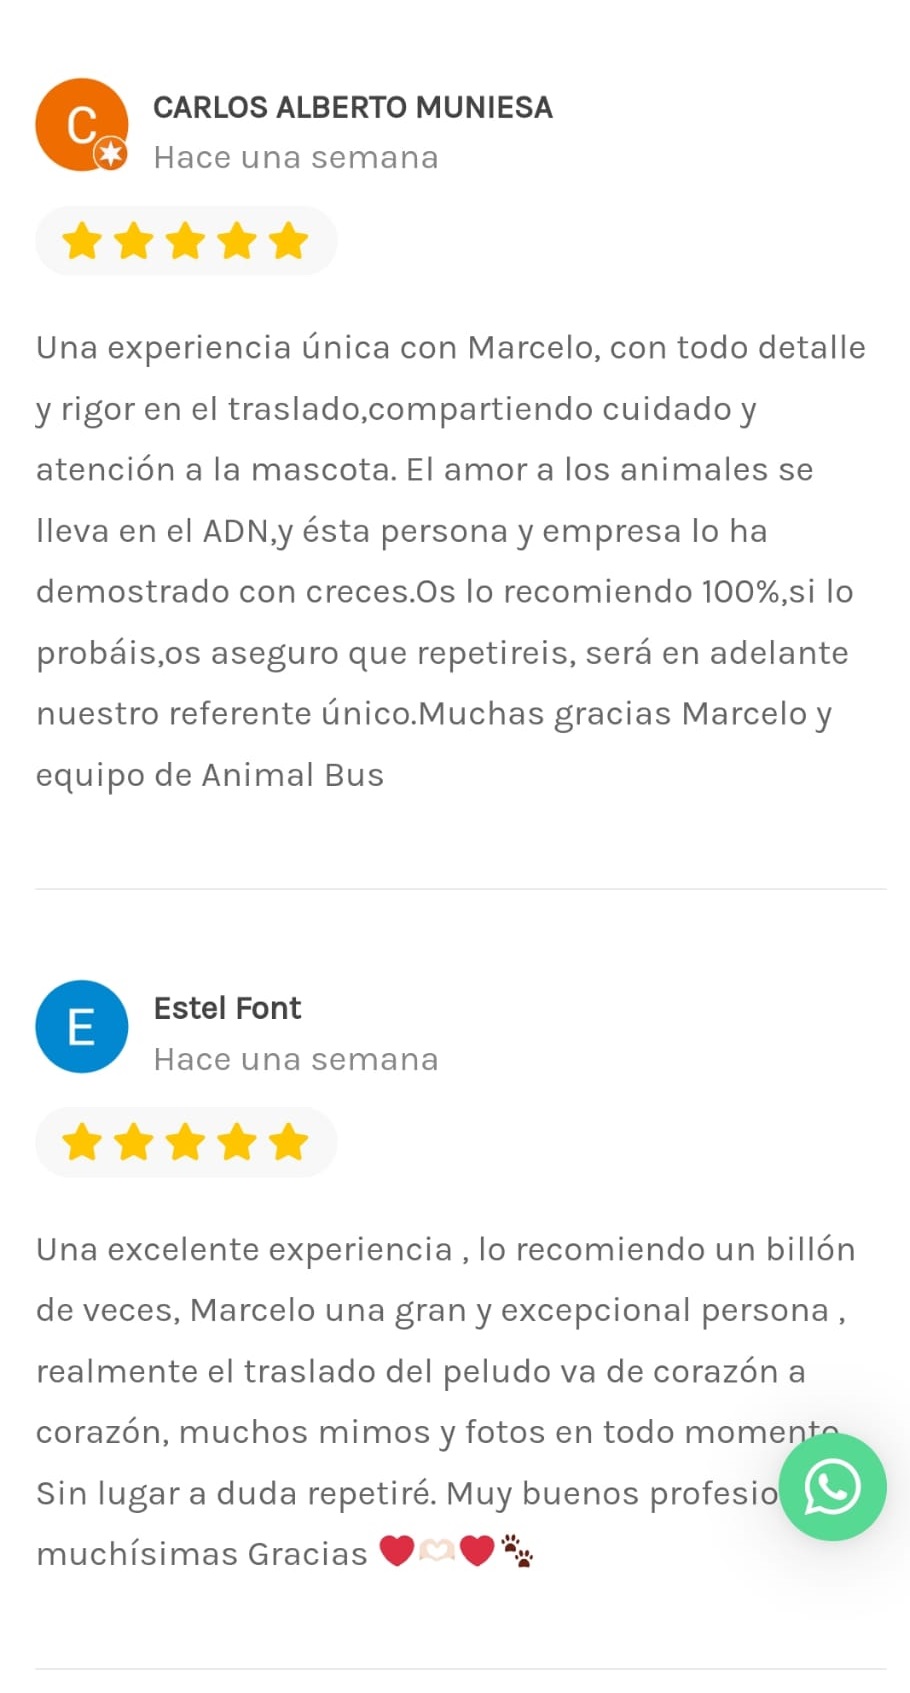 C
CARLOS ALBERTO MUNIESA
Hace una semana
Una experiencia única con Marcelo, con todo detalle
y rigor en el traslado,compartiendo cuidado y
atención a la mascota. El amor a los animales se
lleva en el ADN,y ésta persona y empresa lo ha
demostrado con creces.Os lo recomiendo 100%,si lo
probáis,os aseguro que repetireis, será en adelante
nuestro referente único.Muchas gracias Marcelo y
equipo de Animal Bus
E
Estel Font
Hace una semana
Una excelente experiencia , lo recomiendo un billón
de veces, Marcelo una gran y excepcional persona ,
realmente el traslado del peludo va de corazón a
corazón, muchos mimos y fotos en todo momento
Sin lugar a duda repetiré. Muy buenos
muchísimas Gracias ❤️🫶🏻❤️🐾